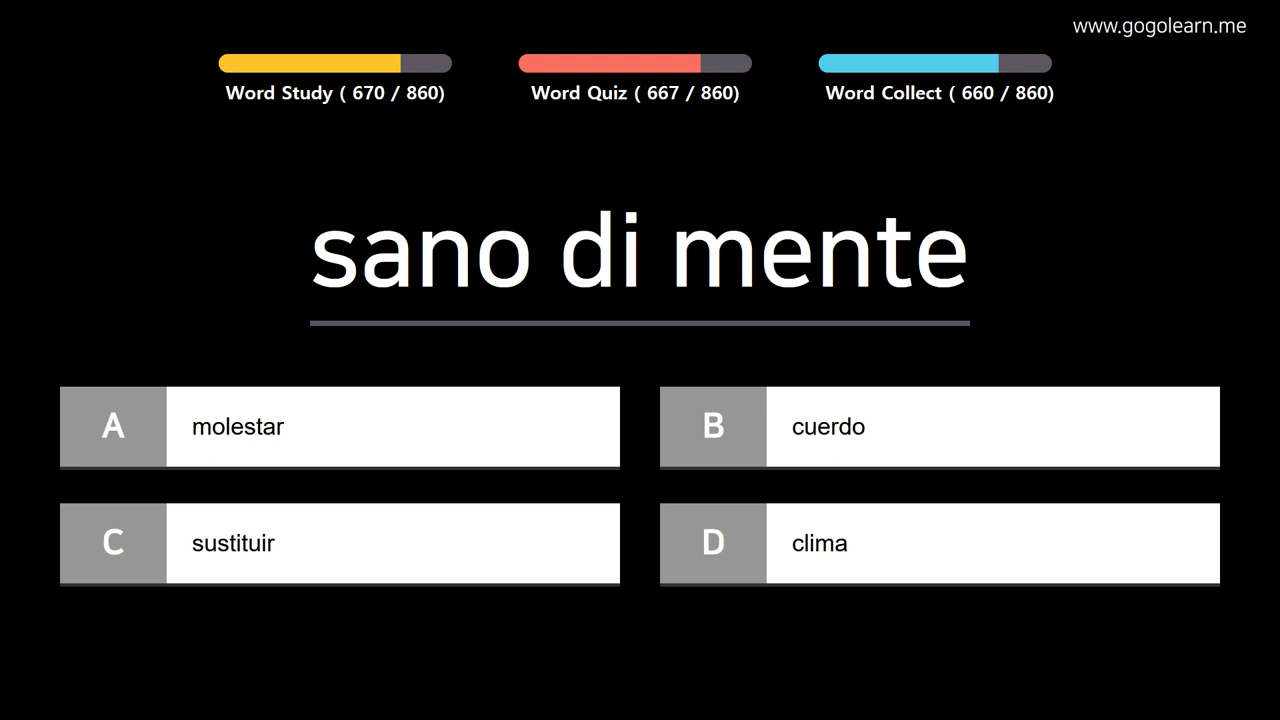 www.gogolearn.me
Word Study ( 670 / 860)
Word Quiz ( 667 / 860)
Word Collect ( 660 / 860)
sano di mente
A
molestar
B
cuerdo
C
sustituir
D
clima